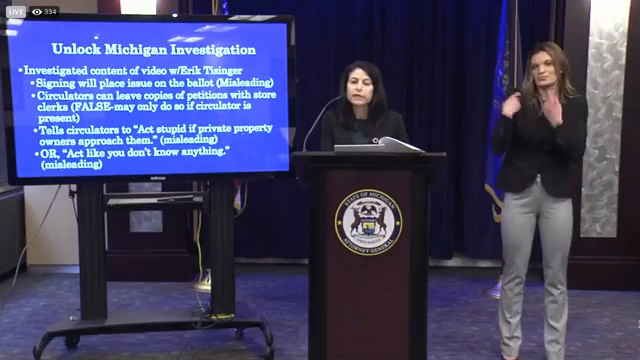 LIVE 334
Unlock Michigan Investigation
•Investigated content of video w/Erik Tisinger
•Signing will place issue on the ballot (Misleading)
•Circulators can leave copies of petitions with store
clerks (FALSE-may only do so if circulator is
present)
•Tells circulators to "Act stupid if private property
owners approach them." (misleading)
•OR, "Act like you don't know anything."
(misleading)
STATE OF MICHIGAN
ATTORNEY GENERAL